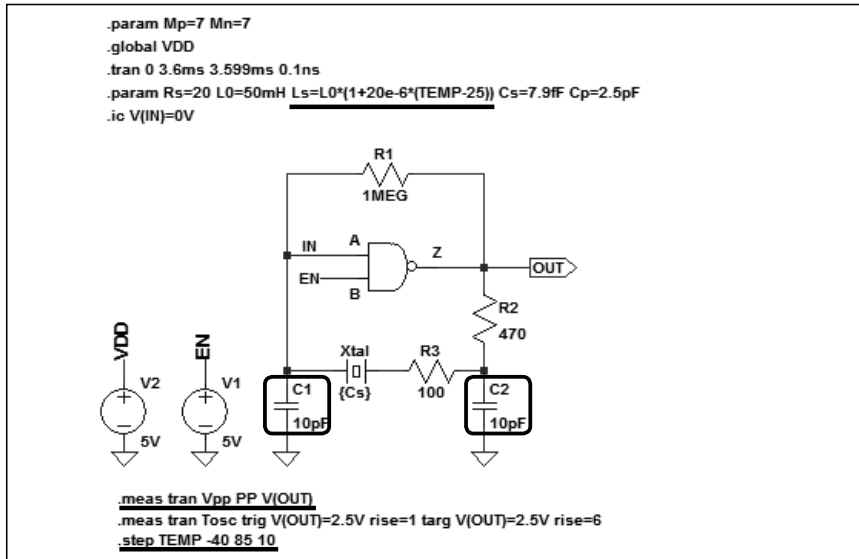 .param Mp=7 Mn=7
.global VDD
.tran 0 3.6ms 3.599ms 0.1ns
.param Rs=20 L0=50mH Ls=L0*(1+20e-6*(TEMP-25)) Cs=7.9fF Cp=2.5pF
.ic V(IN)=0V
R1
1MEG
IN
A
Z
EN
B
OUT
R2
470
VDD
EN
Xtal
R3
{Cs}
100
V2
V1
C1
C2
10pF
10pF
5V
5V
.meas tran Vpp PP V(OUT)
.meas tran Tosc trig V(OUT)=2.5V rise=1 targ V(OUT)=2.5V rise=6
.step TEMP -40 85 10